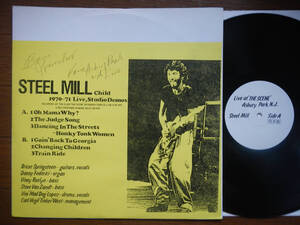 STEEL MILL Child
1970-71 Live, Studio Demos
A. 1 Oh Mama Why?
2 The Judge Song
3 Dancing In The Streets
- Honky Tonk Women
B. 1 Goin' Back To Georgia
2 Changing Children
3 Train Ride
Bruce Springsteen - guitars, vocals
Danny Federici - organ
Vinny Roslyn - bass
Steve Van Zandt - bass
Vini Mad Dog Lopez - drums, vocals
Carl Virgil Tinker West - management
Live at "THE SCENE"
Asbury Park, N.J.
Steel Mill Side A